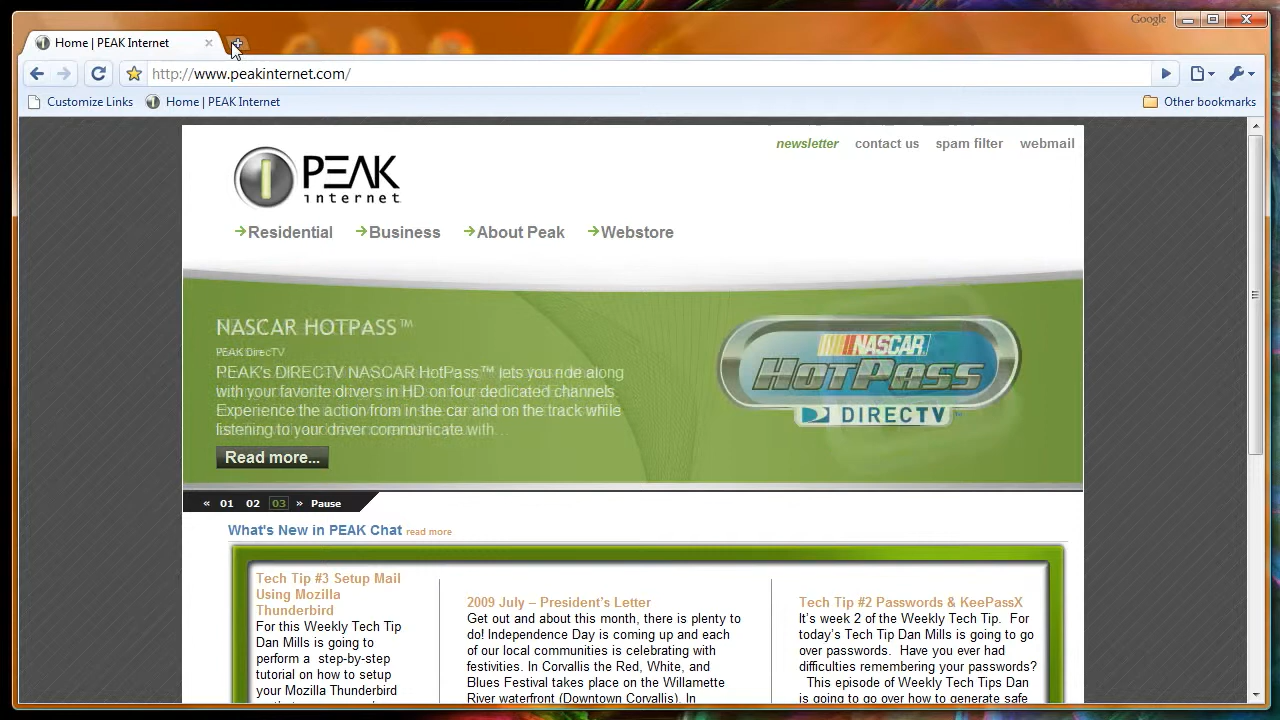 Google
Home | PEAK Internet
http://www.peakinternet.com/
Customize Links
Home | PEAK Internet
Other bookmarks
newsletter
contact us
spam filter
webmail
PEAK
internet
Residential
Business
About Peak
Webstore
NASCAR HOTPASS™
PEAK DirecTV
PEAK's DIRECTV NASCAR HotPass™ lets you ride along
with your favorite drivers in HD on four dedicated channels.
Experience the action from in the car and on the track while
listening to your driver communicate with…
Read more...
NASCAR
HOTPASS
DIRECTV™
« 01 02 03 » Pause
What's New in PEAK Chat read more
Tech Tip #3 Setup Mail
Using Mozilla
Thunderbird
For this Weekly Tech Tip
Dan Mills is going to
perform a step-by-step
tutorial on how to setup
your Mozilla Thunderbird
2009 July – President's Letter
Get out and about this month, there is plenty to
do! Independence Day is coming up and each
of our local communities is celebrating with
festivities. In Corvallis the Red, White, and
Blues Festival takes place on the Willamette
River waterfront (Downtown Corvallis). In
Tech Tip #2 Passwords & KeePassX
It's week 2 of the Weekly Tech Tip. For
today's Tech Tip Dan Mills is going to go
over passwords. Have you ever had
difficulties remembering your passwords?
This episode of Weekly Tech Tips Dan
is going to go over how to generate safe